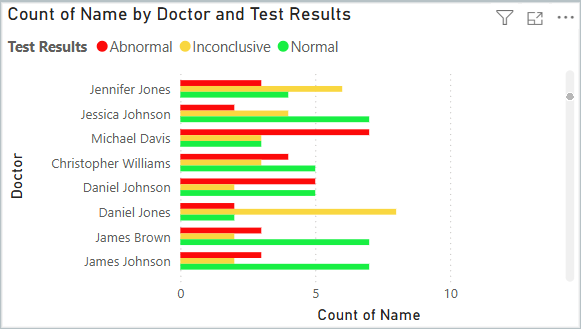 Count of Name by Doctor and Test Results
Test Results Abnormal Inconclusive Normal
Jennifer Jones
Jessica Johnson
Michael Davis
Christopher Williams
Daniel Johnson
Daniel Jones
James Brown
James Johnson
Doctor
0 5 10
Count of Name